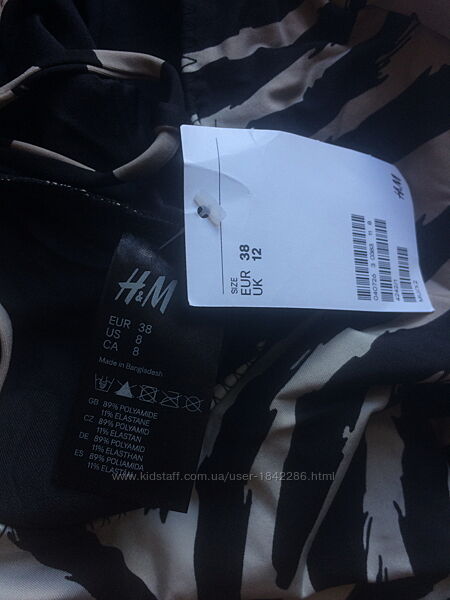 H&M
EUR 38
US 8
CA 8
Made in Bangladesh
GB 89% POLYAMIDE
11% ELASTANE
CZ 89% POLYAMID
11% ELASTAN
DE 89% POLYAMID
11% ELASTHAN
ES 89% POLIAMIDA
11% ELASTAN
H&M
SIZE
EUR 38
UK 12
www.kidstaff.com.ua/user-1842286.html